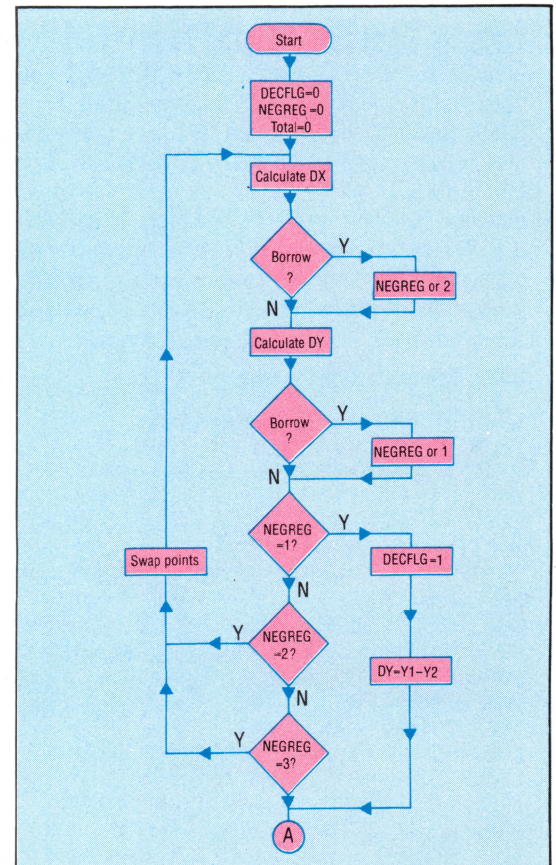 Start
DECFLG=0
NEGREG =0
Total=0
Calculate DX
Borrow
?
Y
NEGREG or 2
N
Calculate DY
Borrow
?
Y
NEGREG or 1
N
NEGREG
=1?
Y
DECFLG=1
Swap points
N
NEGREG
=2?
Y
DY=Y1–Y2
N
NEGREG
=3?
Y
A